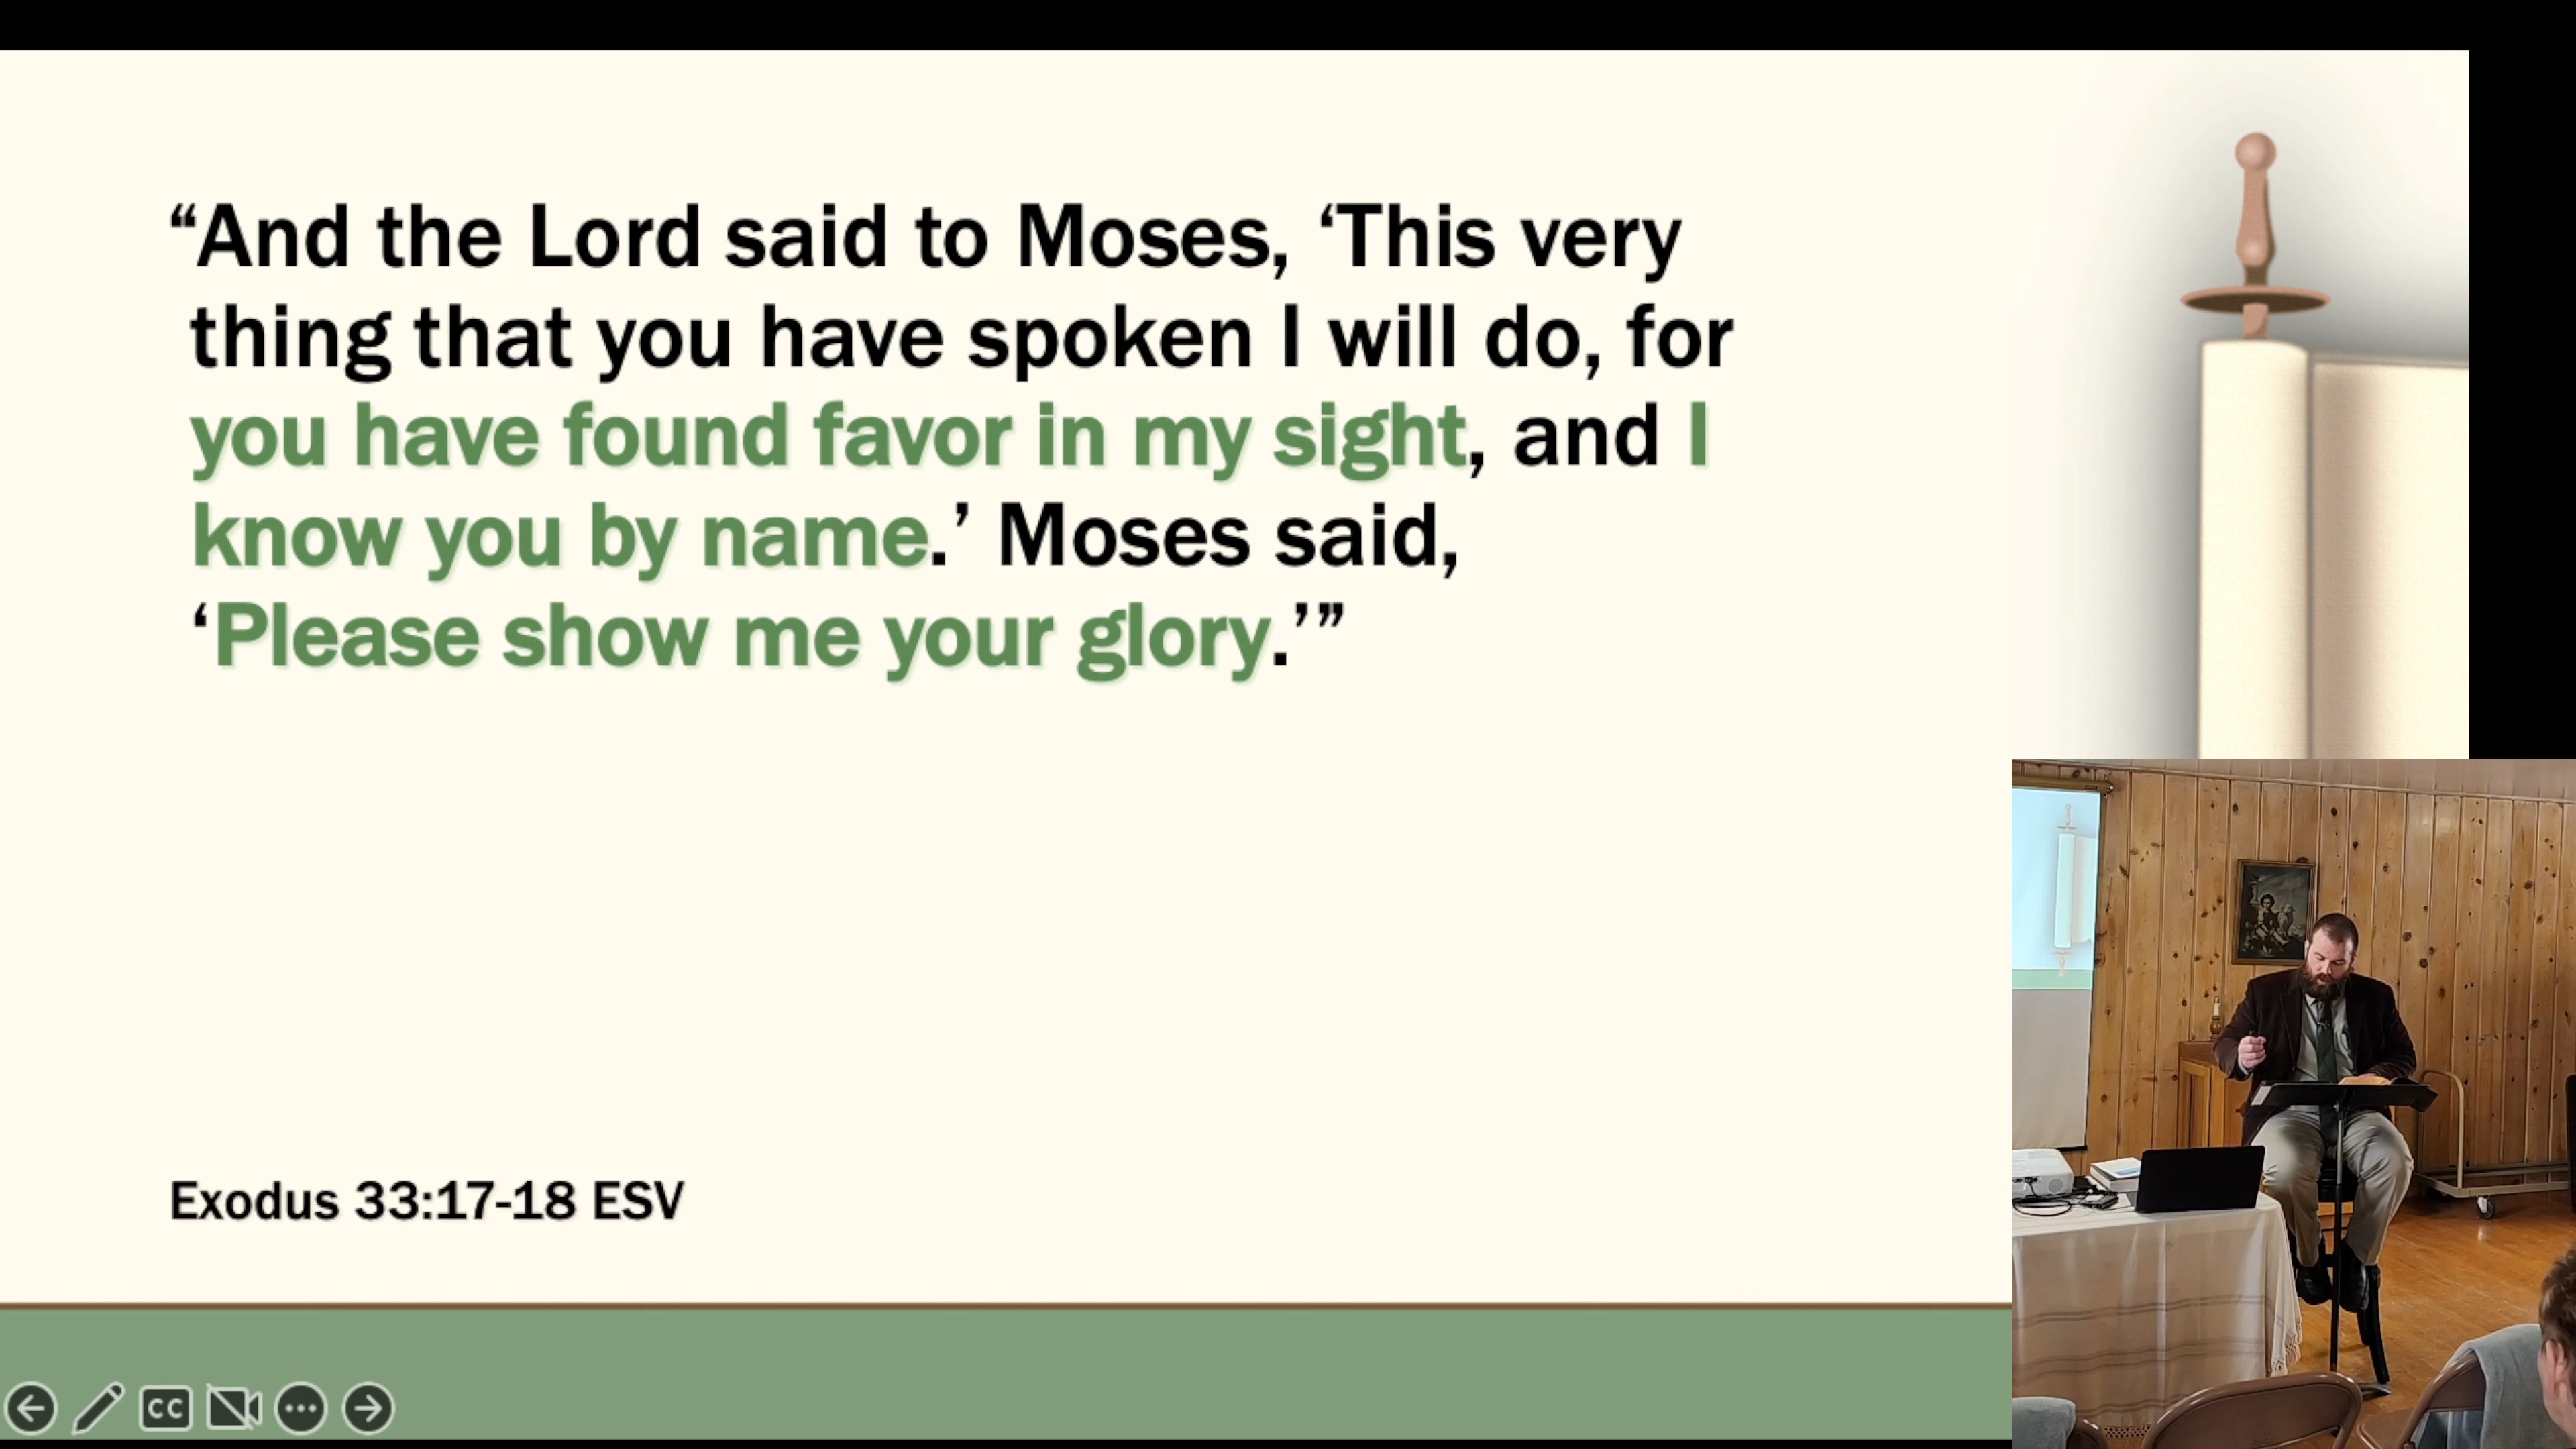 “And the Lord said to Moses, ‘This very
thing that you have spoken I will do, for
you have found favor in my sight, and I
know you by name.’ Moses said,
‘Please show me your glory.’”
Exodus 33:17-18 ESV
CC